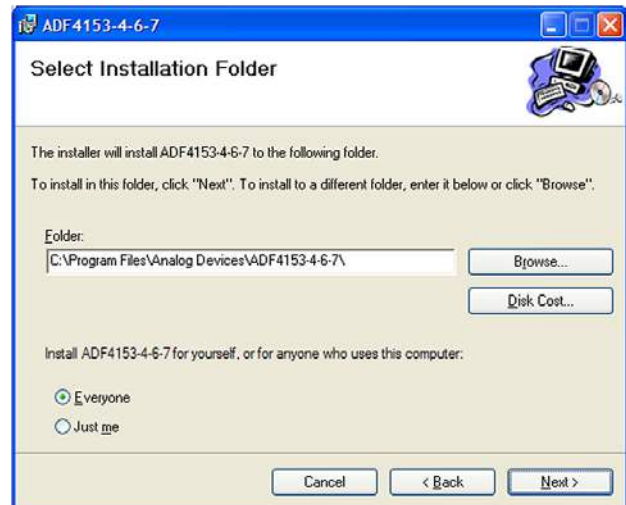 ADF4153-4-6-7
Select Installation Folder
The installer will install ADF4153-4-6-7 to the following folder.
To install in this folder, click "Next". To install to a different folder, enter it below or click "Browse".
Folder:
C:\Program Files\Analog Devices\ADF4153-4-6-7\
Browse...
Disk Cost...
Install ADF4153-4-6-7 for yourself, or for anyone who uses this computer:
Everyone
Just me
Cancel
< Back
Next >